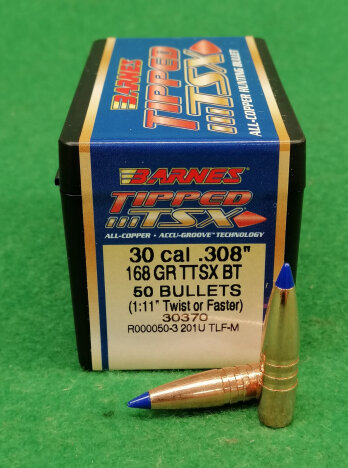 BARNES
TIPPED
TSX
ALL-COPPER HUNTING BULLET
BARNES
TIPPED
TSX
ALL-COPPER • ACCU-GROOVE™ TECHNOLOGY
30 cal .308"
168 GR TTSX BT
50 BULLETS
(1:11" Twist or Faster)
30370
R000050-3 201U TLF-M